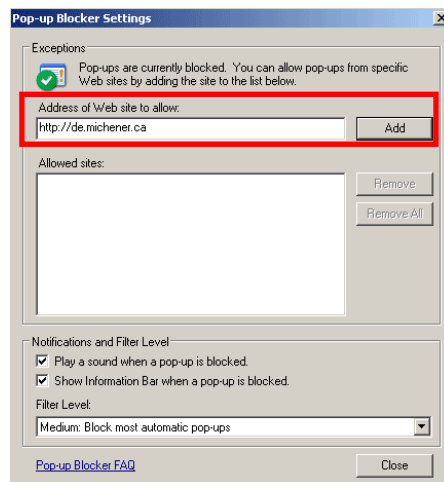 Pop-up Blocker Settings
Exceptions
Pop-ups are currently blocked. You can allow pop-ups from specific
Web sites by adding the site to the list below.
Address of Web site to allow:
http://de.michener.ca
Add
Allowed sites:
Remove
Remove All
Notifications and Filter Level
Play a sound when a pop-up is blocked.
Show Information Bar when a pop-up is blocked.
Filter Level:
Medium: Block most automatic pop-ups
Pop-up Blocker FAQ
Close